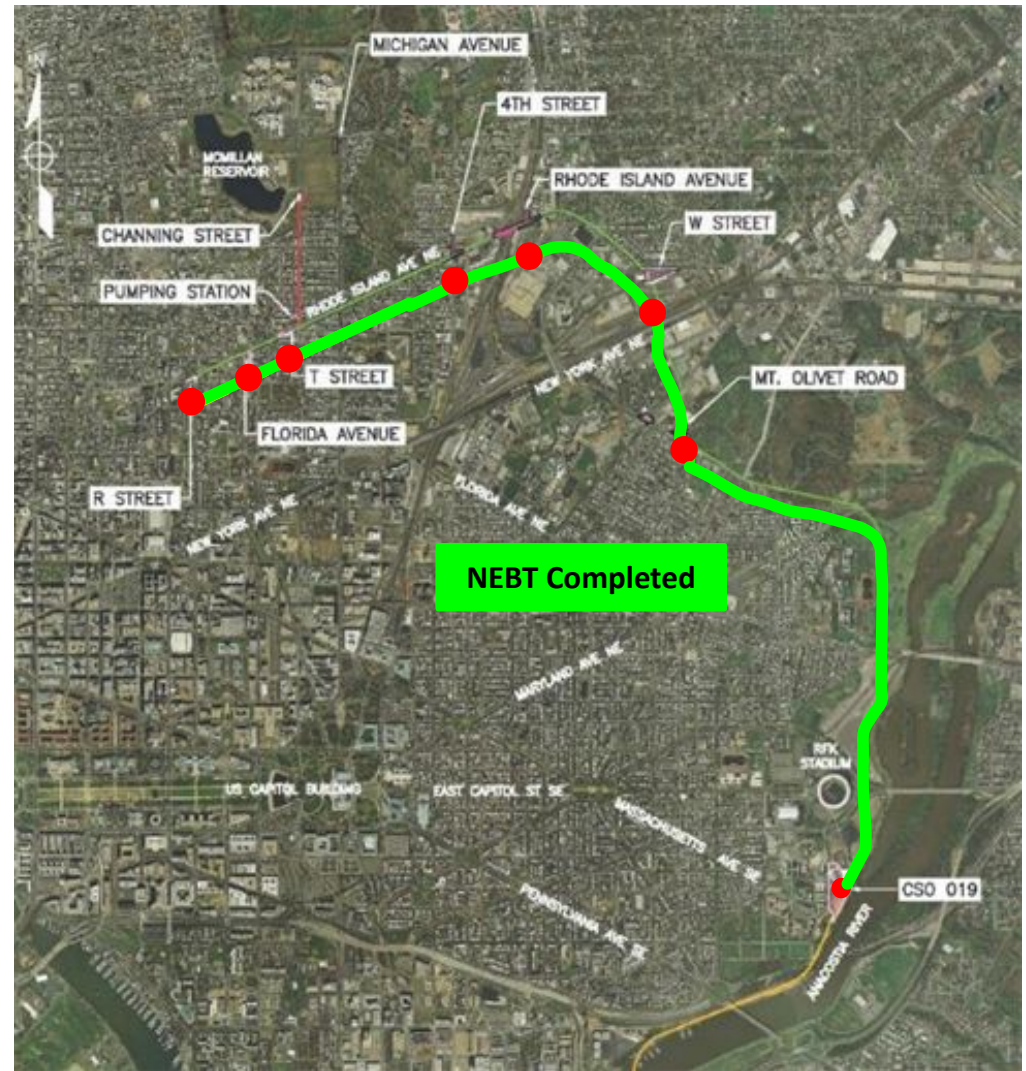 MICHIGAN AVENUE
N
4TH STREET
MCMILLAN
RESERVOIR
RHODE ISLAND AVENUE
W STREET
CHANNING STREET
RHODE ISLAND AVE NE
PUMPING STATION
T STREET
NEW YORK AVE NE
MT. OLIVET ROAD
FLORIDA AVENUE
R STREET
FLORIDA AVE NE
NEW YORK AVE NE
NEBT Completed
MARYLAND AVE NE
RFK
STADIUM
US CAPITOL BUILDING
EAST CAPITOL ST SE
MASSACHUSETTS AVE SE
CSO 019
PENNSYLVANIA AVE SE
ANACOSTIA RIVER